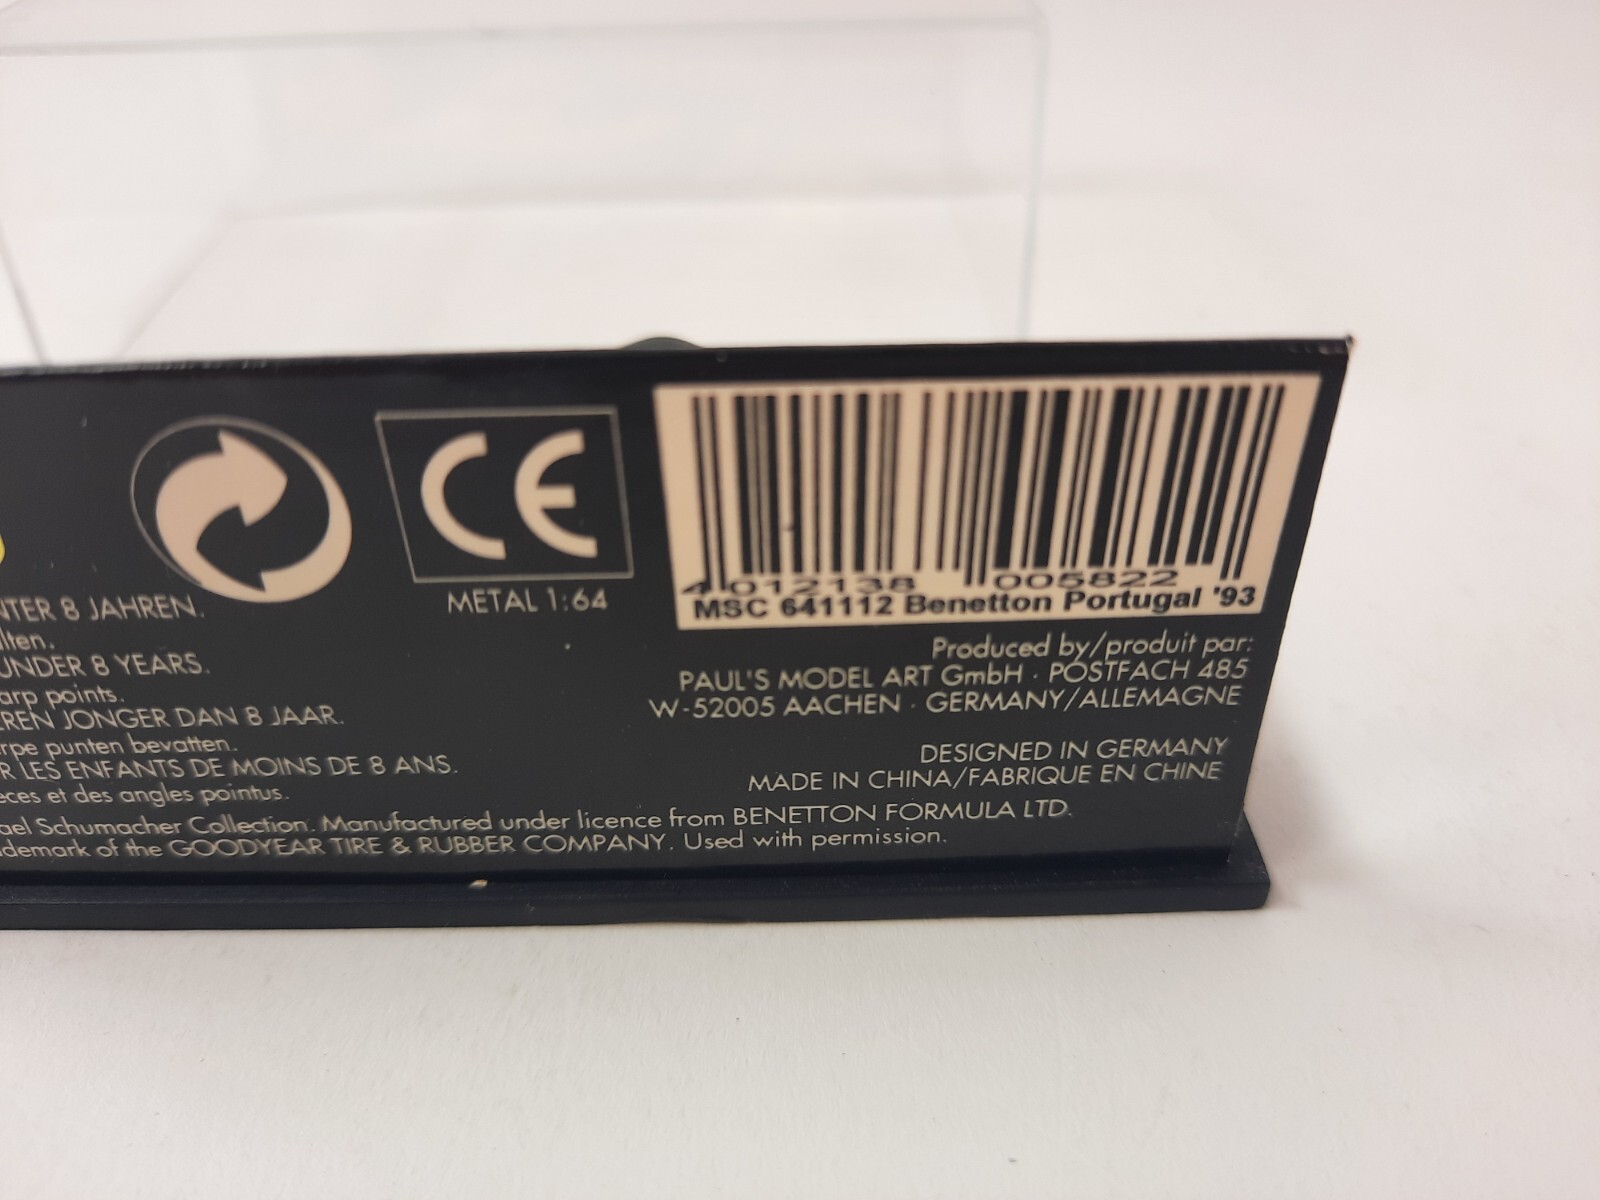 CE
METAL 1:64
NTER 8 JAHREN.
lten.
UNDER 8 YEARS.
arp points.
EREN JONGER DAN 8 JAAR.
rpe punten bevatten.
R LES ENFANTS DE MOINS DE 8 ANS.
eces et des angles pointus.
4 012138 005822
MSC 641112 Benetton Portugal '93
Produced by/produit par:
PAUL'S MODEL ART GmbH · POSTFACH 485
W-52005 AACHEN · GERMANY/ALLEMAGNE
DESIGNED IN GERMANY
MADE IN CHINA/FABRIQUE EN CHINE
ael Schumacher Collection. Manufactured under licence from BENETTON FORMULA LTD.
demark of the GOODYEAR TIRE & RUBBER COMPANY. Used with permission.